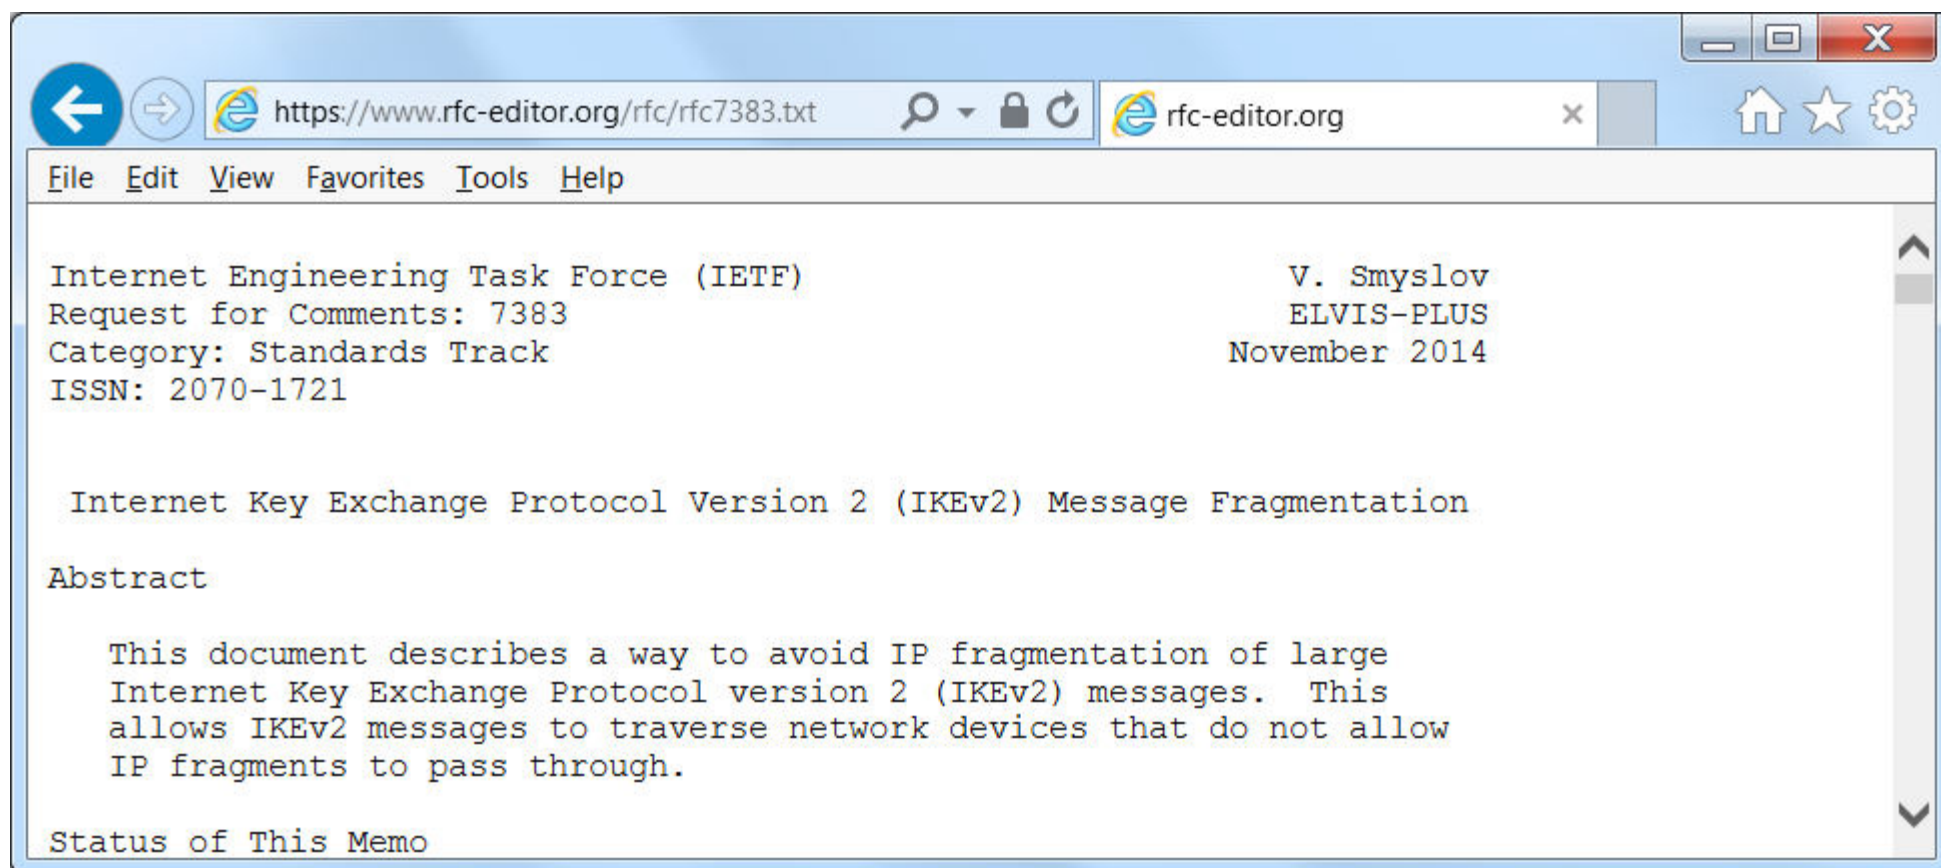 https://www.rfc-editor.org/rfc/rfc7383.txt
rfc-editor.org
File Edit View Favorites Tools Help
Internet Engineering Task Force (IETF) V. Smyslov
Request for Comments: 7383 ELVIS-PLUS
Category: Standards Track November 2014
ISSN: 2070-1721
Internet Key Exchange Protocol Version 2 (IKEv2) Message Fragmentation
Abstract
This document describes a way to avoid IP fragmentation of large
Internet Key Exchange Protocol version 2 (IKEv2) messages.  This
allows IKEv2 messages to traverse network devices that do not allow
IP fragments to pass through.
Status of This Memo